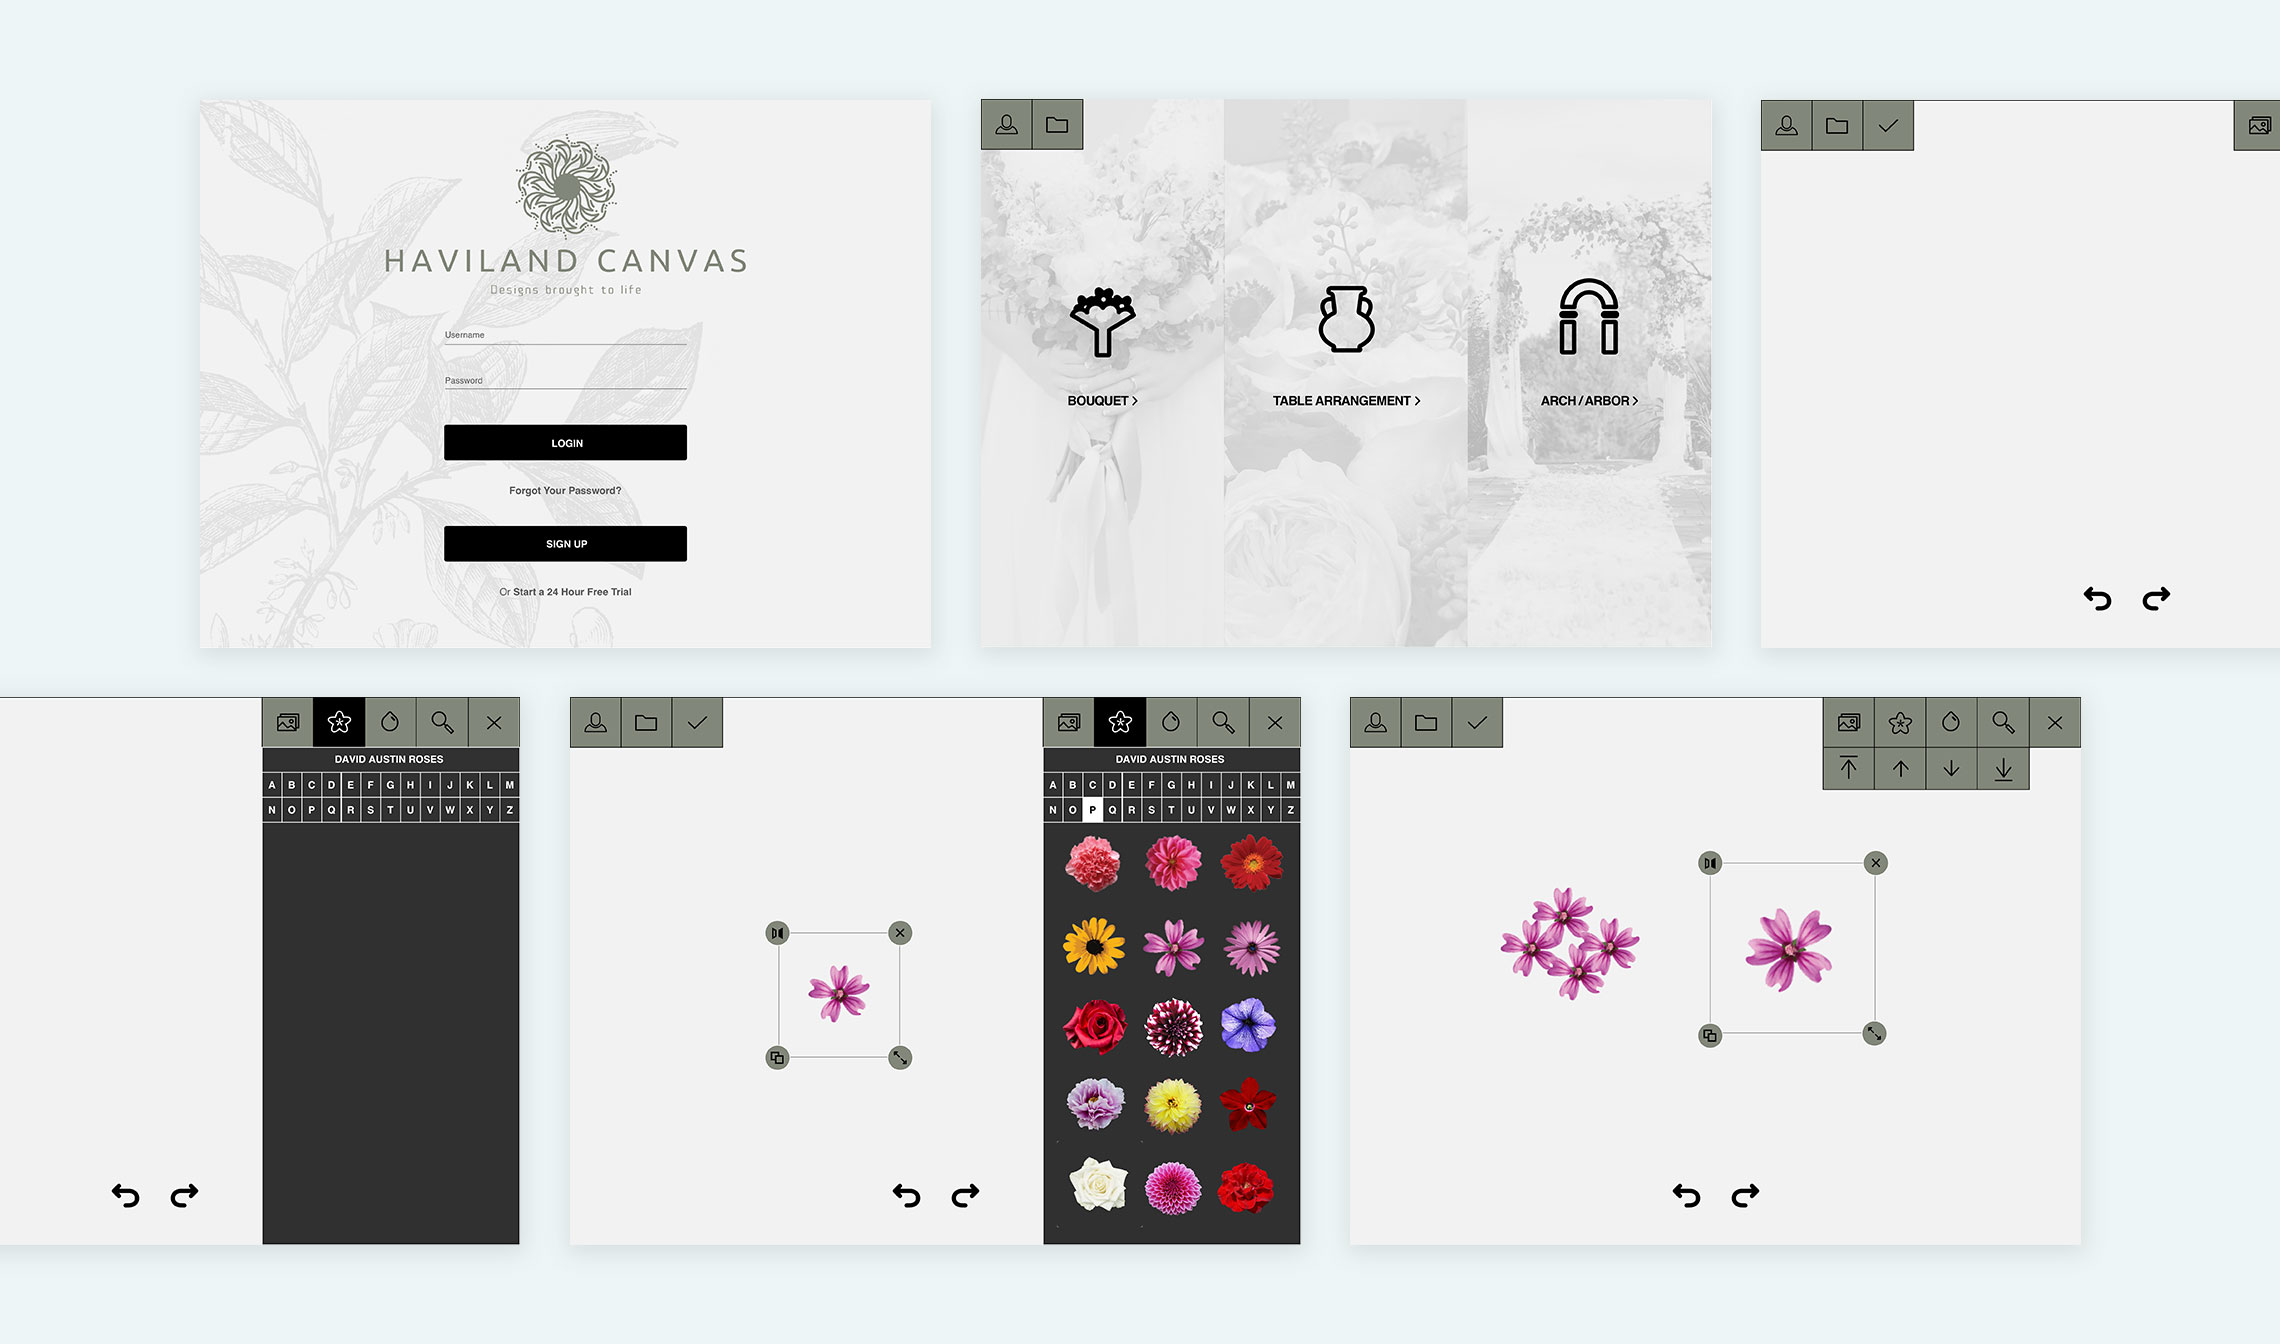 HAVILAND CANVAS
Designs brought to life
Username
Password
LOGIN
Forgot Your Password?
SIGN UP
Or Start a 24 Hour Free Trial
BOUQUET >
TABLE ARRANGEMENT >
ARCH / ARBOR >
DAVID AUSTIN ROSES
A B C D E F G H I J K L M
N O P Q R S T U V W X Y Z
DAVID AUSTIN ROSES
A B C D E F G H I J K L M
N O P Q R S T U V W X Y Z